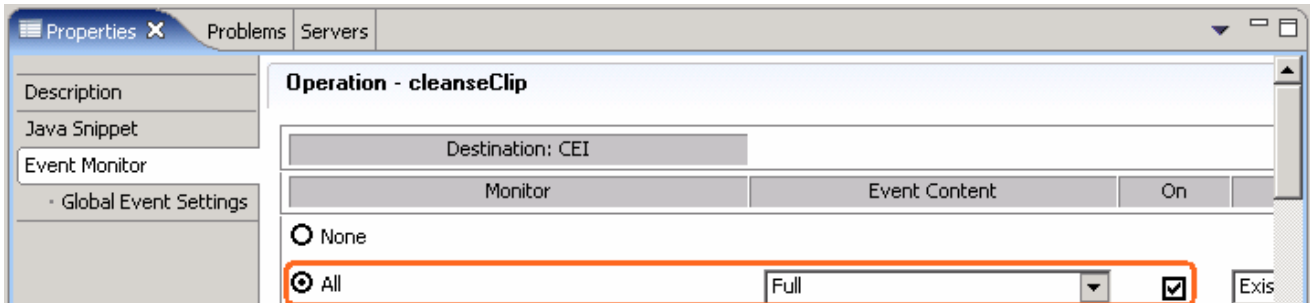 Properties Problems Servers
Operation - cleanseClip
Description
Java Snippet
Event Monitor
Global Event Settings
Destination: CEI
Monitor Event Content On
None
All Full Exis